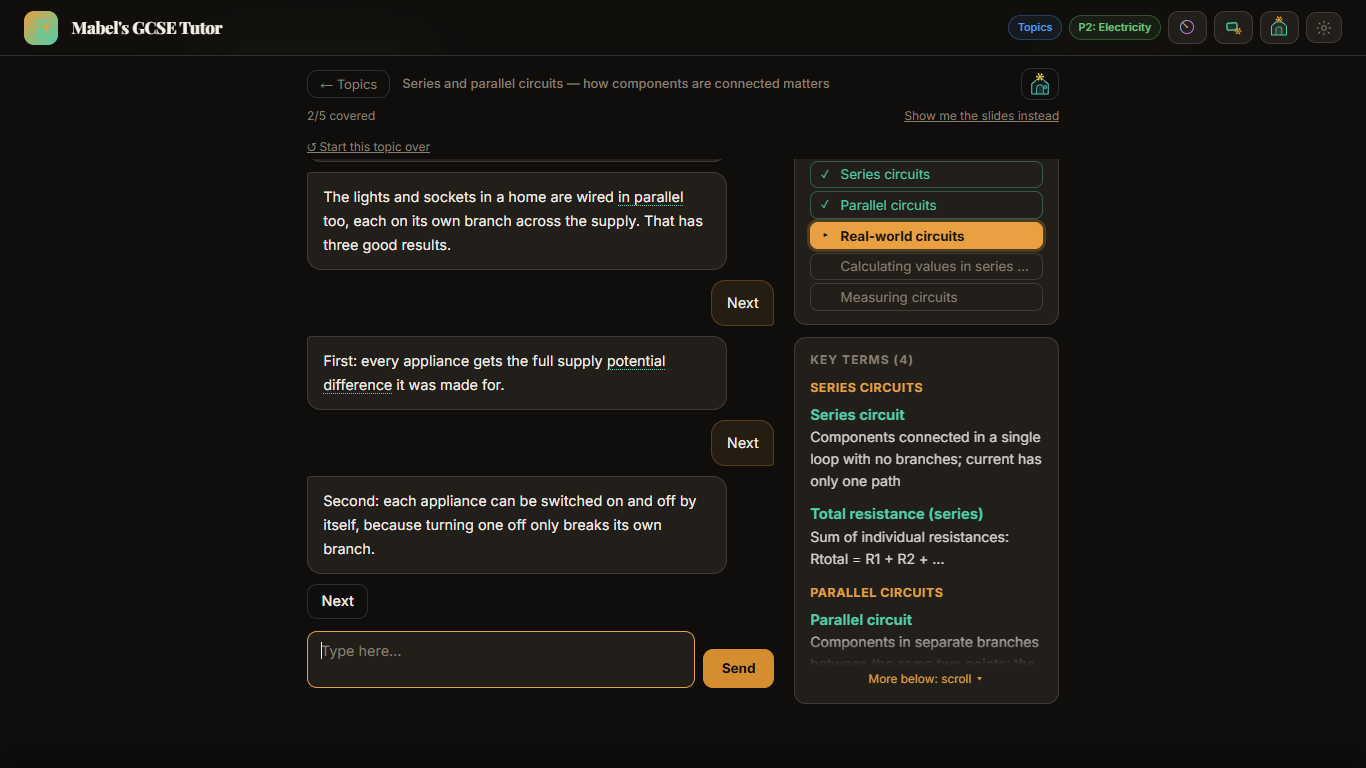 Mabel's GCSE Tutor
Topics
P2: Electricity
← Topics
Series and parallel circuits — how components are connected matters
2/5 covered
Show me the slides instead
↺ Start this topic over
The lights and sockets in a home are wired in parallel
too, each on its own branch across the supply. That has
three good results.
Next
First: every appliance gets the full supply potential
difference it was made for.
Next
Second: each appliance can be switched on and off by
itself, because turning one off only breaks its own
branch.
Next
Type here...
Send
✓ Series circuits
✓ Parallel circuits
‣ Real-world circuits
Calculating values in series ...
Measuring circuits
KEY TERMS (4)
SERIES CIRCUITS
Series circuit
Components connected in a single
loop with no branches; current has
only one path
Total resistance (series)
Sum of individual resistances:
Rtotal = R1 + R2 + ...
PARALLEL CIRCUITS
Parallel circuit
Components in separate branches
between the same two points; the
More below: scroll ▾